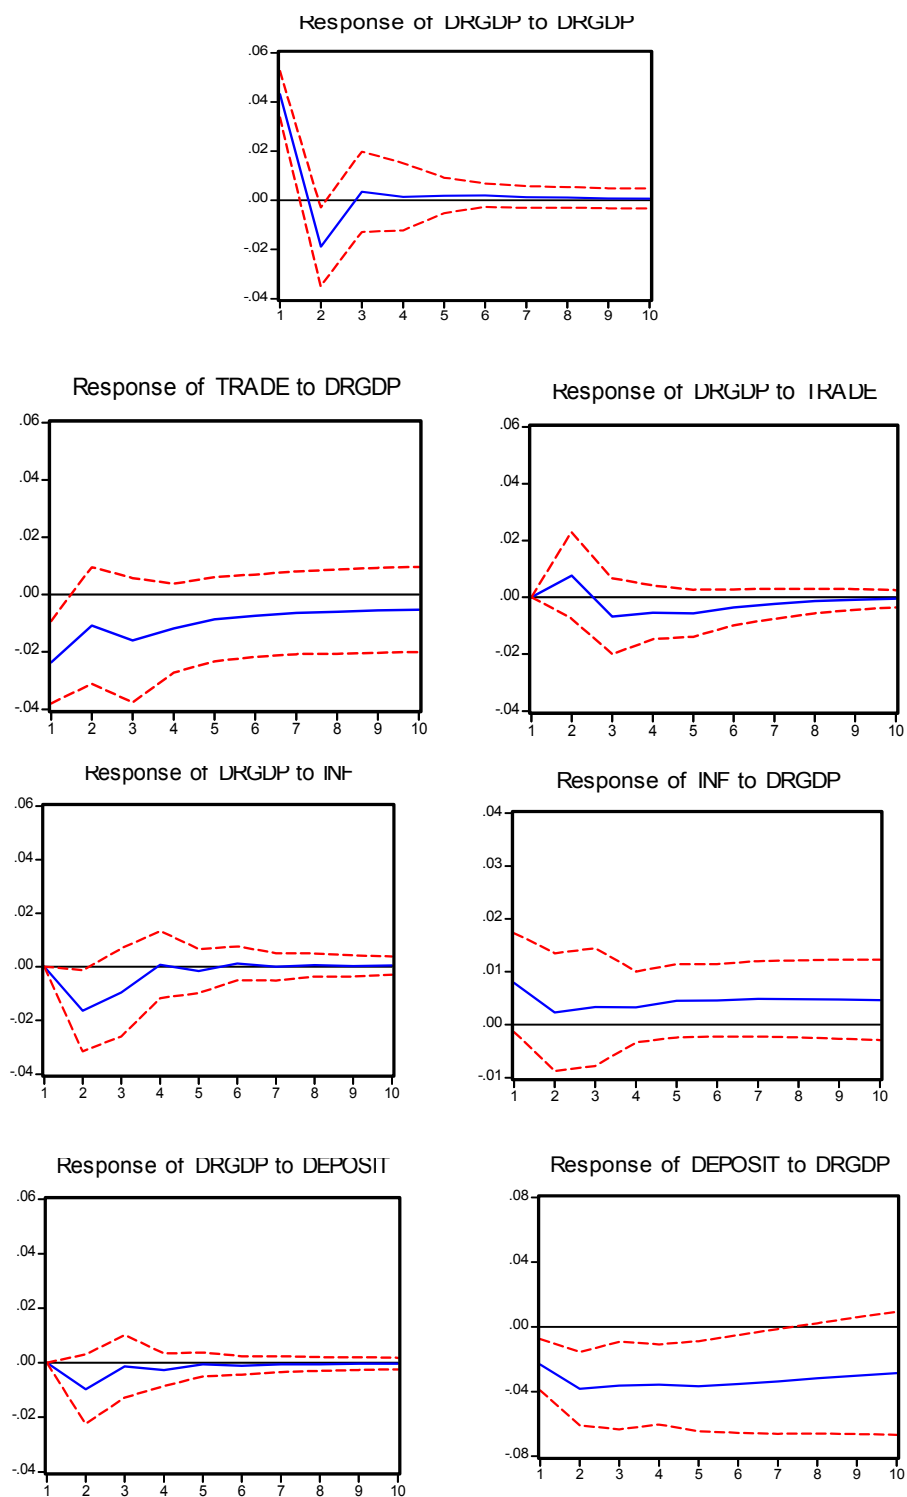 Response of DRGDP to DRGDP
.06
.04
.02
.00
-.02
-.04
1 2 3 4 5 6 7 8 9 10
Response of TRADE to DRGDP
.06
.04
.02
.00
-.02
-.04
1 2 3 4 5 6 7 8 9 10
Response of DRGDP to TRADE
.06
.04
.02
.00
-.02
-.04
1 2 3 4 5 6 7 8 9 10
Response of DRGDP to INF
.06
.04
.02
.00
-.02
-.04
1 2 3 4 5 6 7 8 9 10
Response of INF to DRGDP
.04
.03
.02
.01
.00
-.01
1 2 3 4 5 6 7 8 9 10
Response of DRGDP to DEPOSIT
.06
.04
.02
.00
-.02
-.04
1 2 3 4 5 6 7 8 9 10
Response of DEPOSIT to DRGDP
.08
.04
-.00
-.04
-.08
1 2 3 4 5 6 7 8 9 10